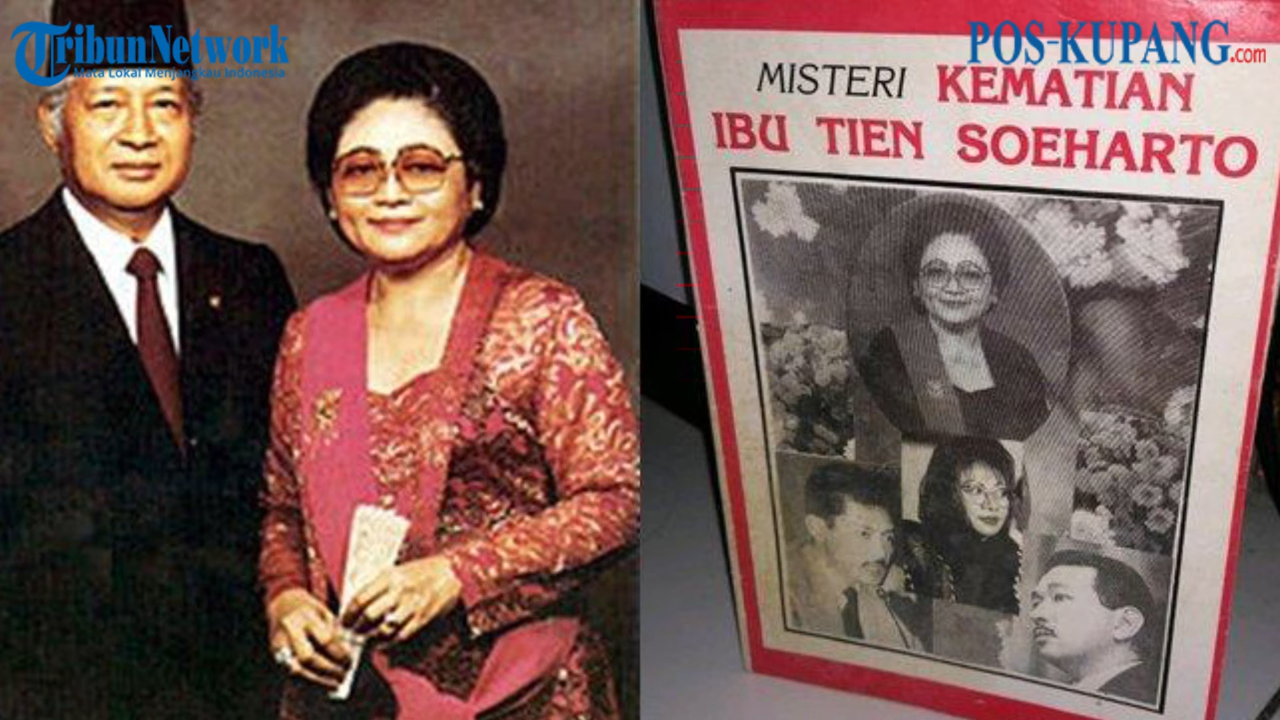 TribunNetwork
Mata Lokal Menjangkau Indonesia
POS-KUPANG.com
MISTERI KEMATIAN
IBU TIEN SOEHARTO